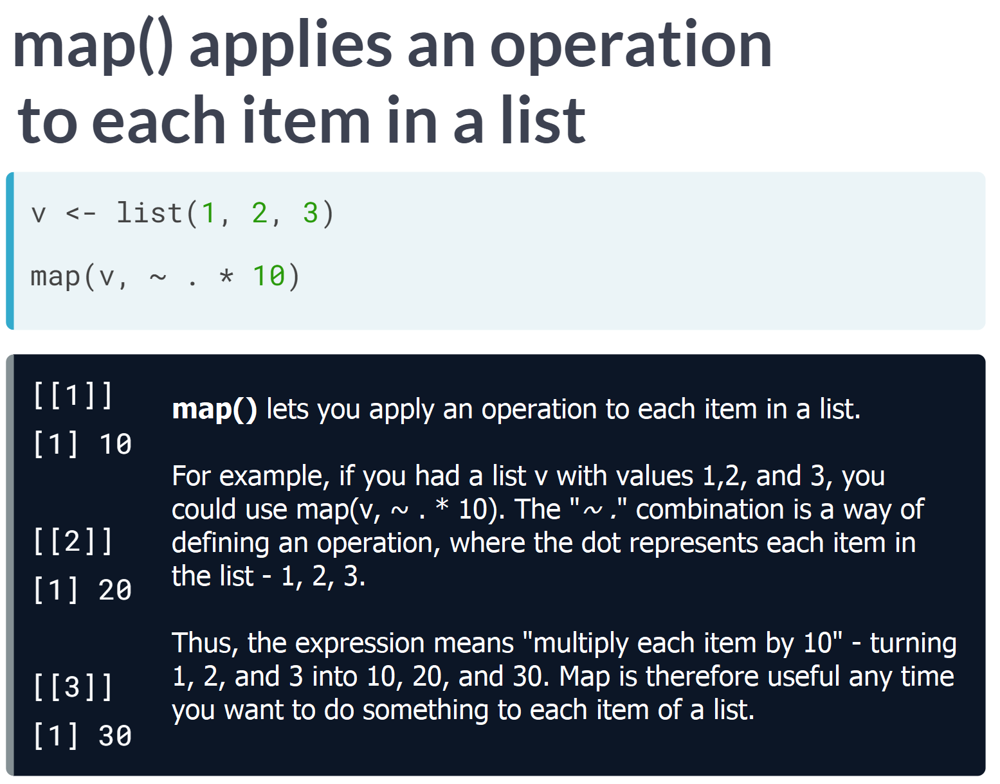 map() applies an operation
to each item in a list
v <- list(1, 2, 3)
map(v, ~ . * 10)
[[1]]
[1] 10
[[2]]
[1] 20
[[3]]
[1] 30
map() lets you apply an operation to each item in a list.
For example, if you had a list v with values 1,2, and 3, you
could use map(v, ~ . * 10). The "~ ." combination is a way of
defining an operation, where the dot represents each item in
the list - 1, 2, 3.
Thus, the expression means "multiply each item by 10" - turning
1, 2, and 3 into 10, 20, and 30. Map is therefore useful any time
you want to do something to each item of a list.